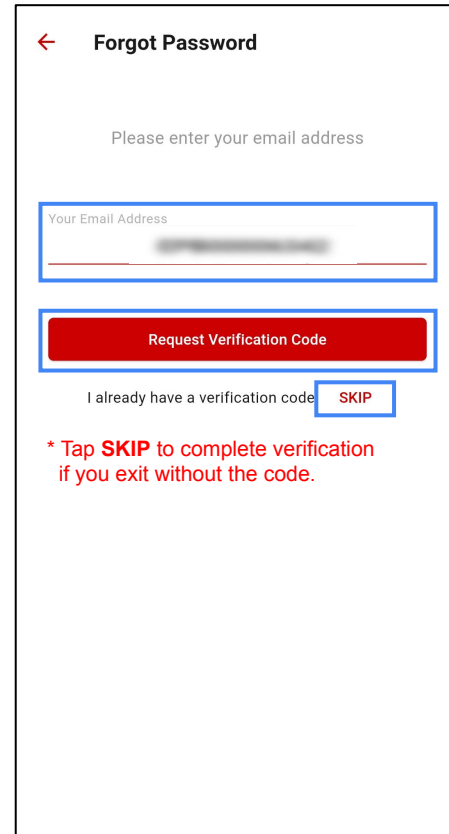 Forgot Password
Please enter your email address
Your Email Address
Request Verification Code
I already have a verification code SKIP
* Tap SKIP to complete verification
if you exit without the code.